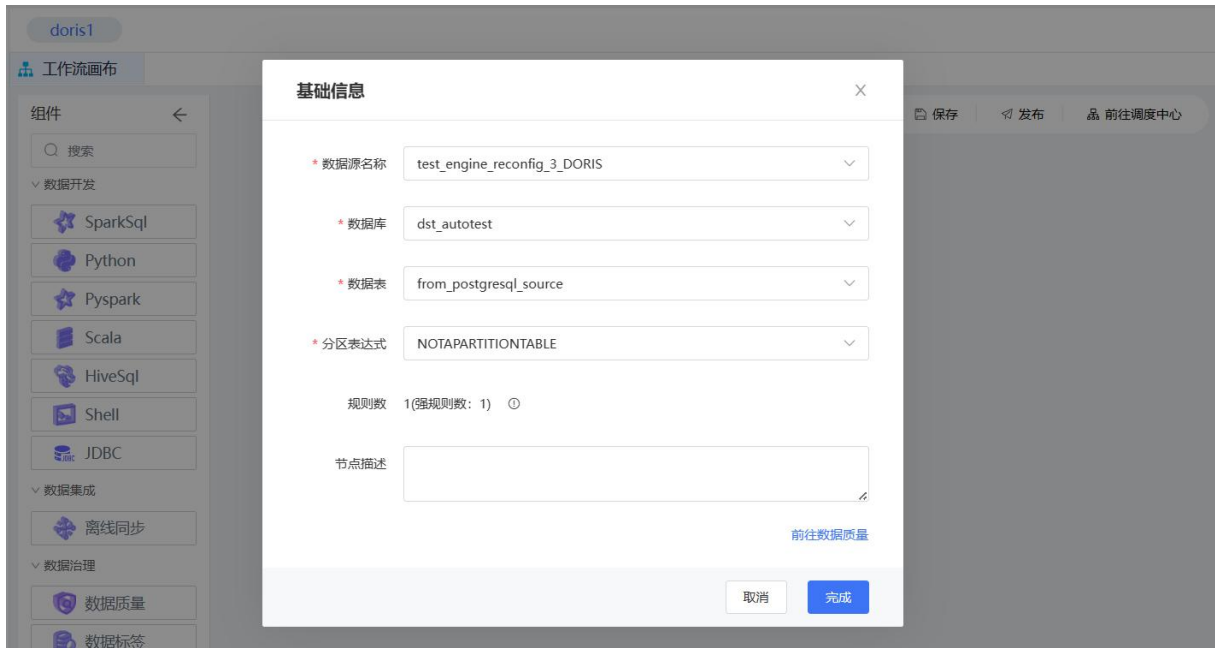 doris1
工作流画布
组件
搜索
数据开发
SparkSql
Python
Pyspark
Scala
HiveSql
Shell
JDBC
数据集成
离线同步
数据治理
数据质量
数据标签
保存
发布
前往调度中心
基础信息
* 数据源名称 test_engine_reconfig_3_DORIS
* 数据库 dst_autotest
* 数据表 from_postgresql_source
* 分区表达式 NOTAPARTITIONTABLE
规则数 1(强规则数: 1)
节点描述
前往数据质量
取消
完成